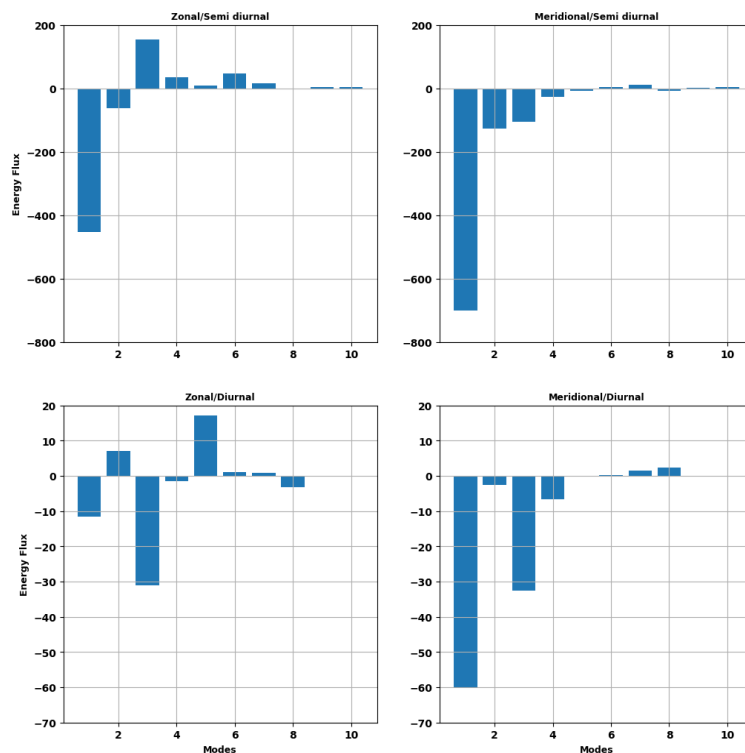 Zonal/Semi diurnal
Meridional/Semi diurnal
200
0
−200
−400
−600
−800
Energy Flux
2 4 6 8 10
200
0
−200
−400
−600
−800
2 4 6 8 10
Zonal/Diurnal
Meridional/Diurnal
20
10
0
−10
−20
−30
−40
−50
−60
−70
Energy Flux
2 4 6 8 10
Modes
20
10
0
−10
−20
−30
−40
−50
−60
−70
2 4 6 8 10
Modes